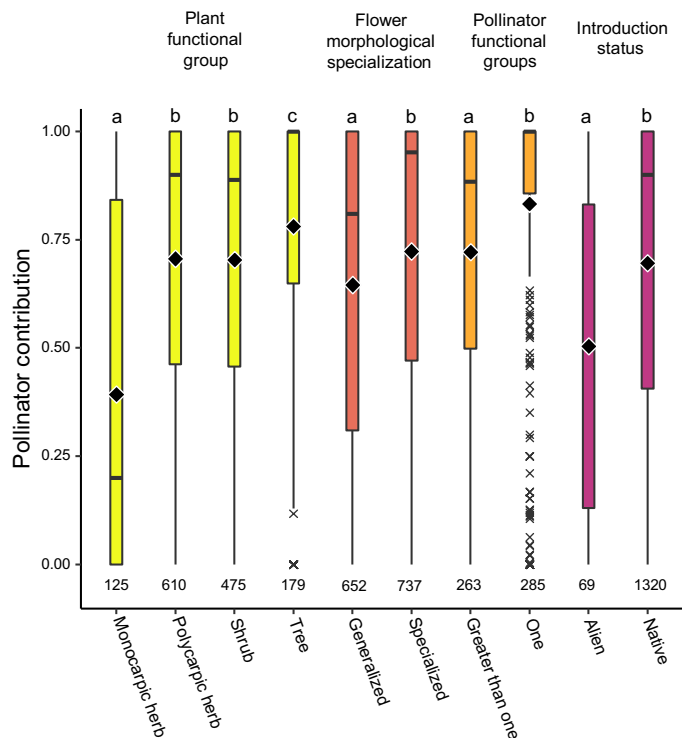 Plant
functional
group
Flower
morphological
specialization
Pollinator
functional
groups
Introduction
status
a b b c a b a b a b
Pollinator contribution
1.00
0.75
0.50
0.25
0.00
125 610 475 179 652 737 263 285 69 1320
Monocarpic herb
Polycarpic herb
Shrub
Tree
Generalized
Specialized
Greater than one
One
Alien
Native